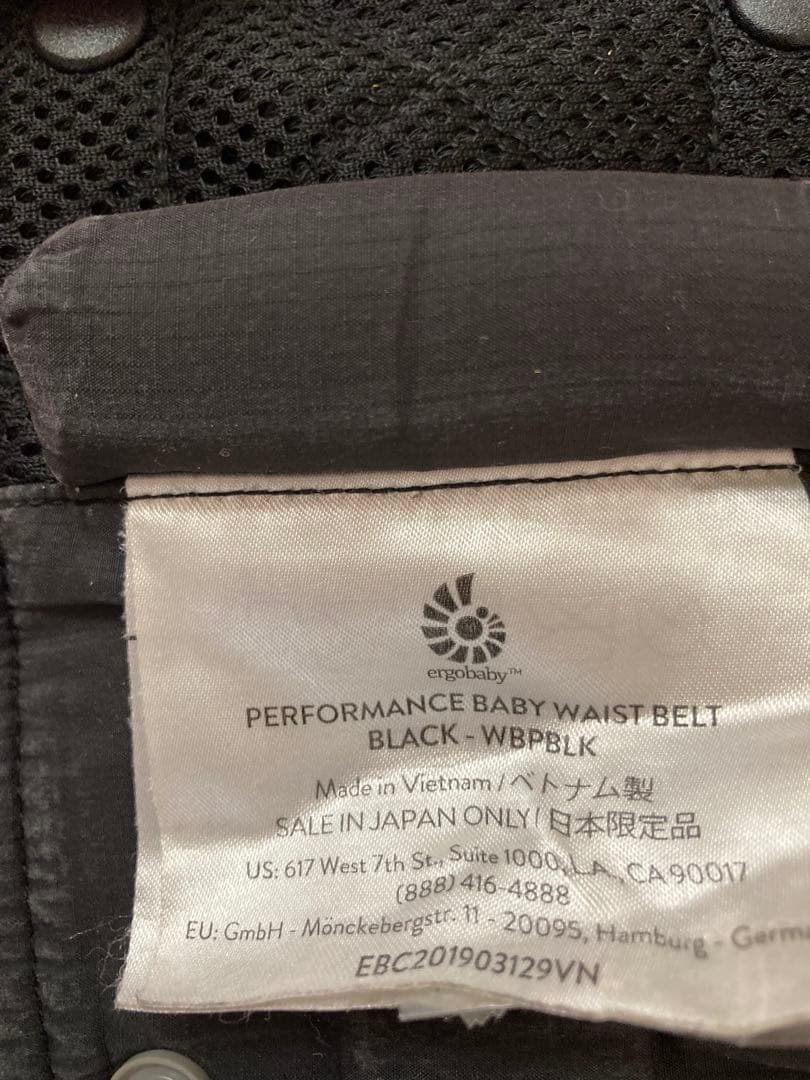 ergobaby™
PERFORMANCE BABY WAIST BELT
BLACK - WBPBLK
Made in Vietnam / ベトナム製
SALE IN JAPAN ONLY / 日本限定品
US: 617 West 7th St., Suite 1000, LA, CA 90017
(888) 416-4888
EU: GmbH - Mönckebergstr. 11 - 20095, Hamburg - Germa
EBC201903129VN